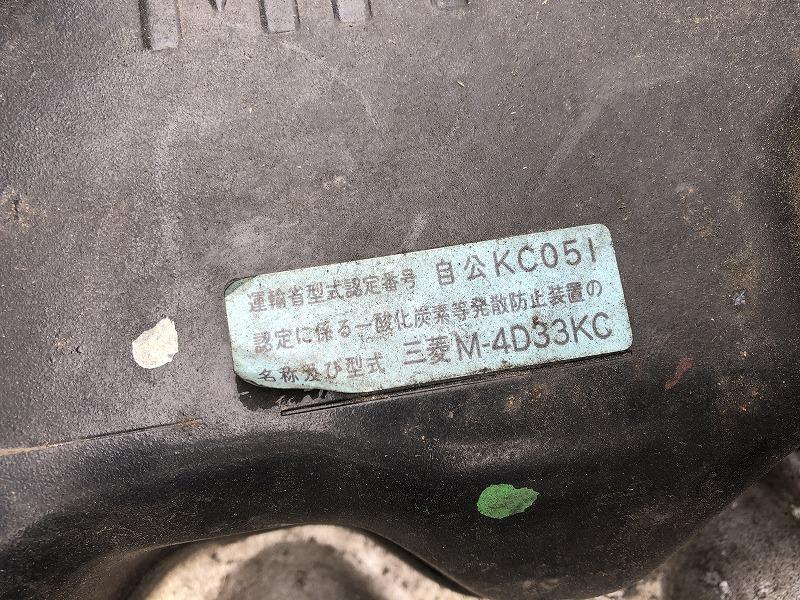 運輸省型式認定番号 自公KC051
認定に係る一酸化炭素等発散防止装置の
名称及び型式 三菱M-4D33KC